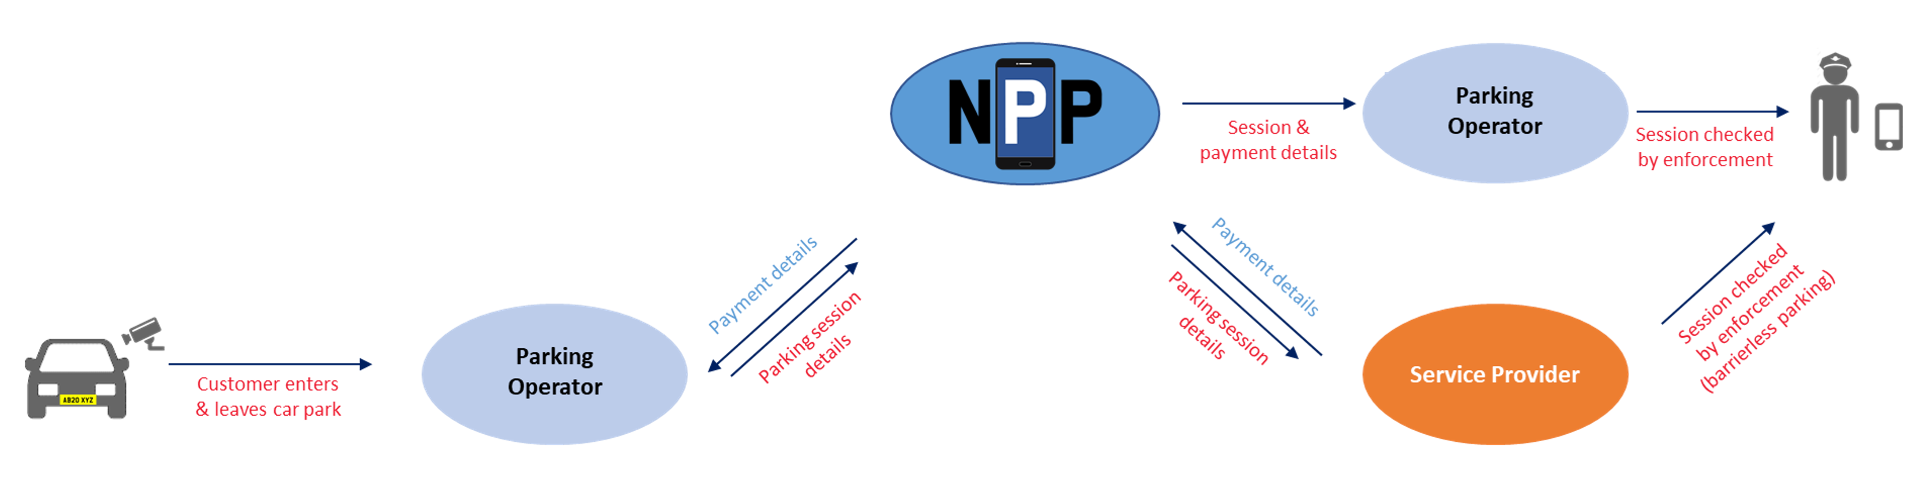 NPP
Session &
payment details
Parking
Operator
Session checked
by enforcement
Payment details
Parking session
details
Payment details
Parking session
details
Session checked
by enforcement
(barrierless parking)
AB20 XYZ
Customer enters
& leaves car park
Parking
Operator
Service Provider